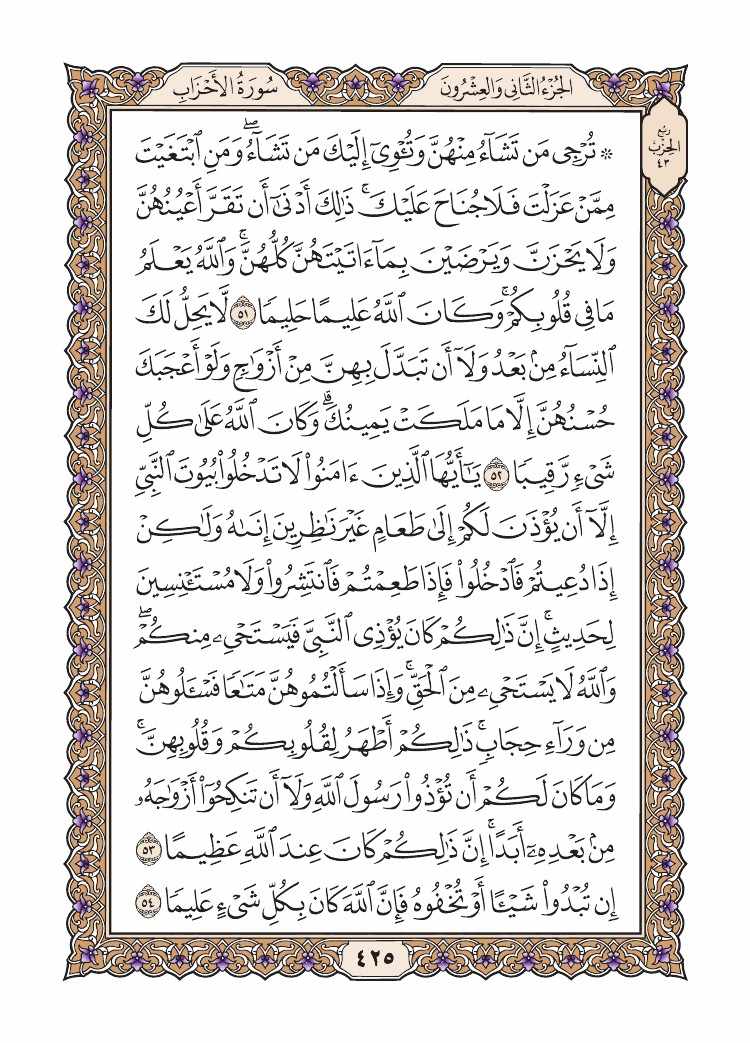 الجُزْءُ الثَّانِي وَالعِشْرُونَ
سُورَةُ الأَحْزَابِ
رُبع
الحِزْب
٤٣
۞ تُرْجِى مَن تَشَآءُ مِنْهُنَّ وَتُـْٔوِىٓ إِلَيْكَ مَن تَشَآءُۖ وَمَنِ ٱبْتَغَيْتَ
مِمَّنْ عَزَلْتَ فَلَا جُنَاحَ عَلَيْكَۚ ذَٰلِكَ أَدْنَىٰٓ أَن تَقَرَّ أَعْيُنُهُنَّ
وَلَا يَحْزَنَّ وَيَرْضَيْنَ بِمَآ ءَاتَيْتَهُنَّ كُلُّهُنَّۚ وَٱللَّهُ يَعْلَمُ
مَا فِى قُلُوبِكُمْۚ وَكَانَ ٱللَّهُ عَلِيمًا حَلِيمًا ٥١ لَّا يَحِلُّ لَكَ
ٱلنِّسَآءُ مِنۢ بَعْدُ وَلَآ أَن تَبَدَّلَ بِهِنَّ مِنْ أَزْوَٰجٍ وَلَوْ أَعْجَبَكَ
حُسْنُهُنَّ إِلَّا مَا مَلَكَتْ يَمِينُكَۗ وَكَانَ ٱللَّهُ عَلَىٰ كُلِّ
شَىْءٍ رَّقِيبًا ٥٢ يَـٰٓأَيُّهَا ٱلَّذِينَ ءَامَنُوا۟ لَا تَدْخُلُوا۟ بُيُوتَ ٱلنَّبِىِّ
إِلَّآ أَن يُؤْذَنَ لَكُمْ إِلَىٰ طَعَامٍ غَيْرَ نَـٰظِرِينَ إِنَىٰهُ وَلَـٰكِنْ
إِذَا دُعِيتُمْ فَٱدْخُلُوا۟ فَإِذَا طَعِمْتُمْ فَٱنتَشِرُوا۟ وَلَا مُسْتَـْٔنِسِينَ
لِحَدِيثٍۚ إِنَّ ذَٰلِكُمْ كَانَ يُؤْذِى ٱلنَّبِىَّ فَيَسْتَحْىِۦ مِنكُمْۖ
وَٱللَّهُ لَا يَسْتَحْىِۦ مِنَ ٱلْحَقِّۚ وَإِذَا سَأَلْتُمُوهُنَّ مَتَـٰعًا فَسْـَٔلُوهُنَّ
مِن وَرَآءِ حِجَابٍۚ ذَٰلِكُمْ أَطْهَرُ لِقُلُوبِكُمْ وَقُلُوبِهِنَّۚ
وَمَا كَانَ لَكُمْ أَن تُؤْذُوا۟ رَسُولَ ٱللَّهِ وَلَآ أَن تَنكِحُوٓا۟ أَزْوَٰجَهُۥ
مِنۢ بَعْدِهِۦٓ أَبَدًاۚ إِنَّ ذَٰلِكُمْ كَانَ عِندَ ٱللَّهِ عَظِيمًا ٥٣
إِن تُبْدُوا۟ شَيْـًٔا أَوْ تُخْفُوهُ فَإِنَّ ٱللَّهَ كَانَ بِكُلِّ شَىْءٍ عَلِيمًا ٥٤
٤٢٥